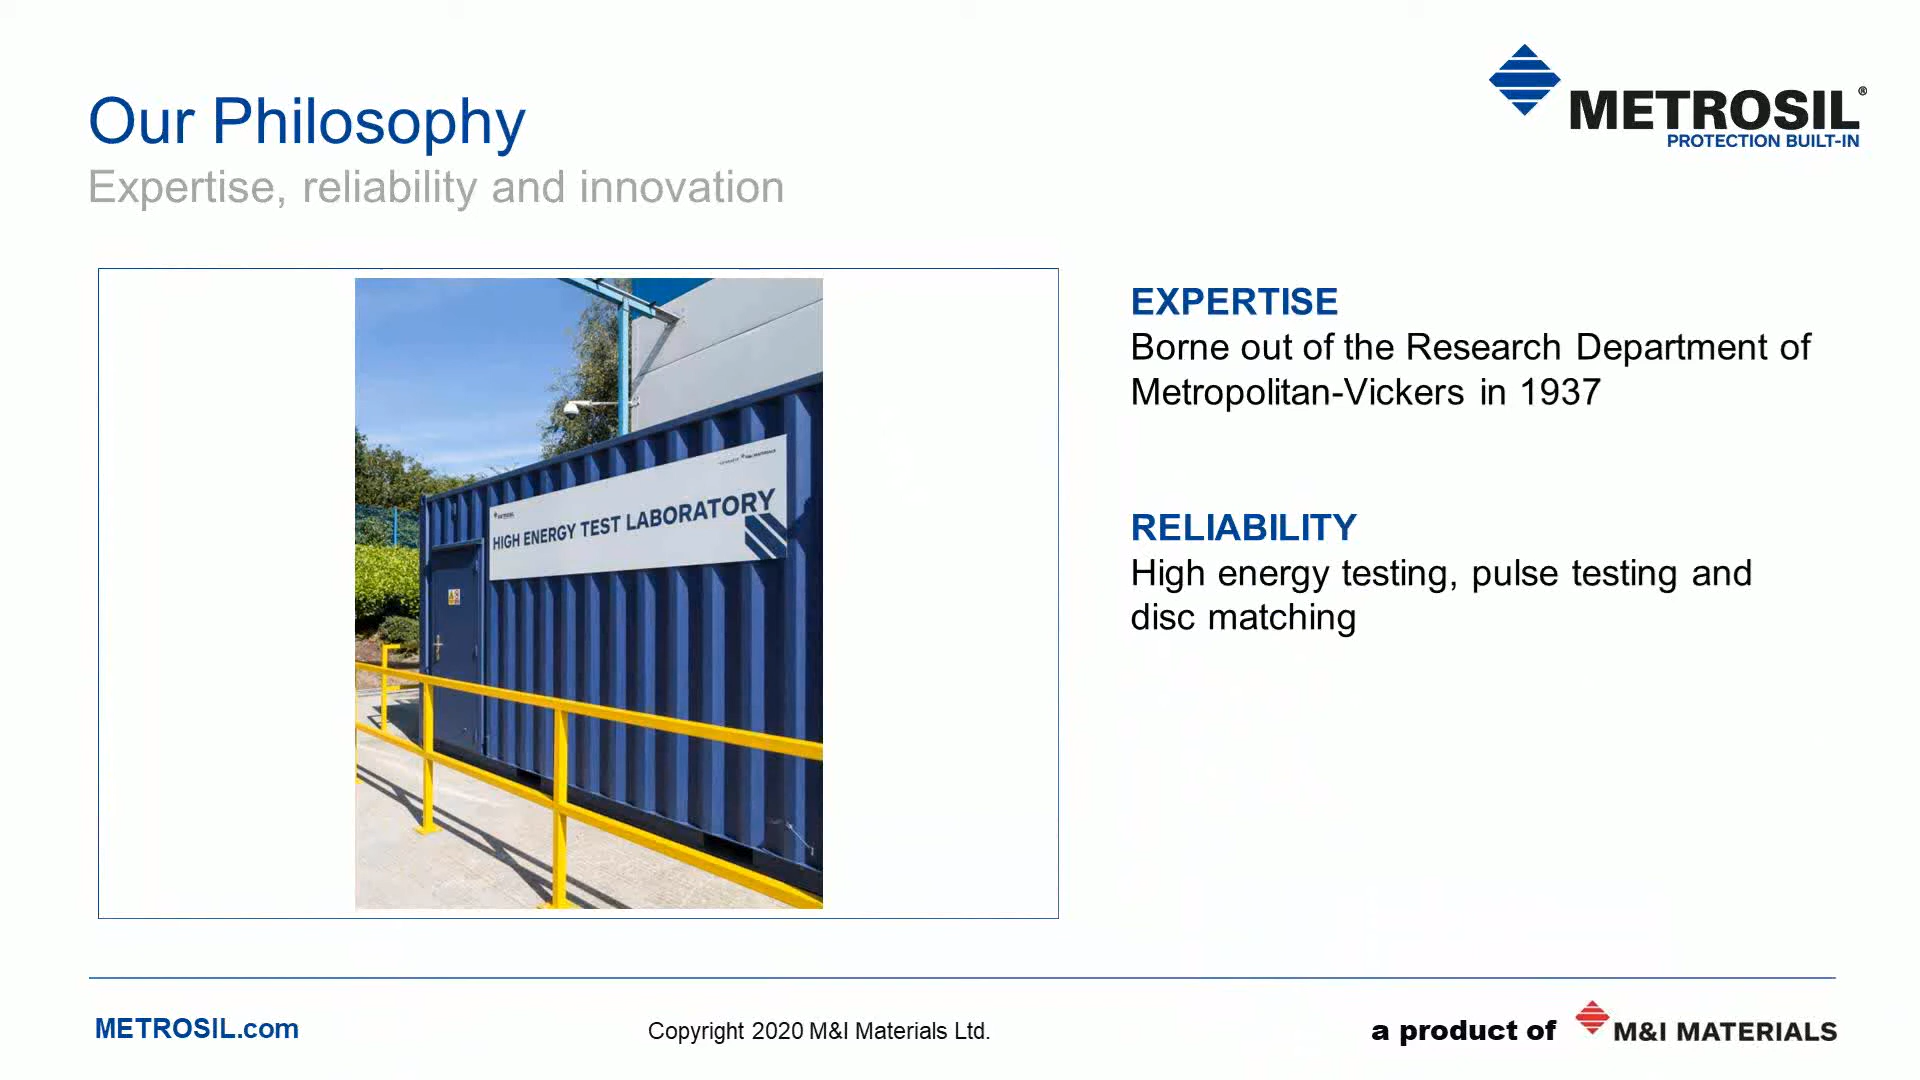 Our Philosophy
Expertise, reliability and innovation
METROSIL®
PROTECTION BUILT-IN
METROSIL
M&I MATERIALS
HIGH ENERGY TEST LABORATORY
EXPERTISE
Borne out of the Research Department of
Metropolitan-Vickers in 1937
RELIABILITY
High energy testing, pulse testing and
disc matching
METROSIL.com
Copyright 2020 M&I Materials Ltd.
a product of
M&I MATERIALS